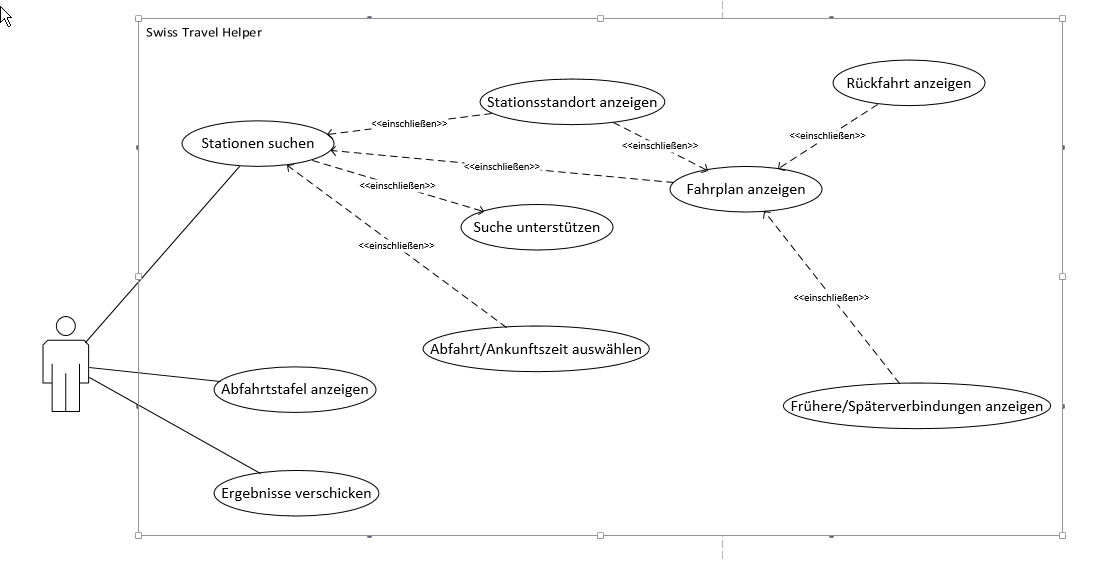 Swiss Travel Helper
Rückfahrt anzeigen
Stationsstandort anzeigen
<<einschließen>>
<<einschließen>>
Stationen suchen
<<einschließen>>
<<einschließen>>
<<einschließen>>
Fahrplan anzeigen
Suche unterstützen
<<einschließen>>
<<einschließen>>
Abfahrt/Ankunftszeit auswählen
Abfahrtstafel anzeigen
Frühere/Späterverbindungen anzeigen
Ergebnisse verschicken